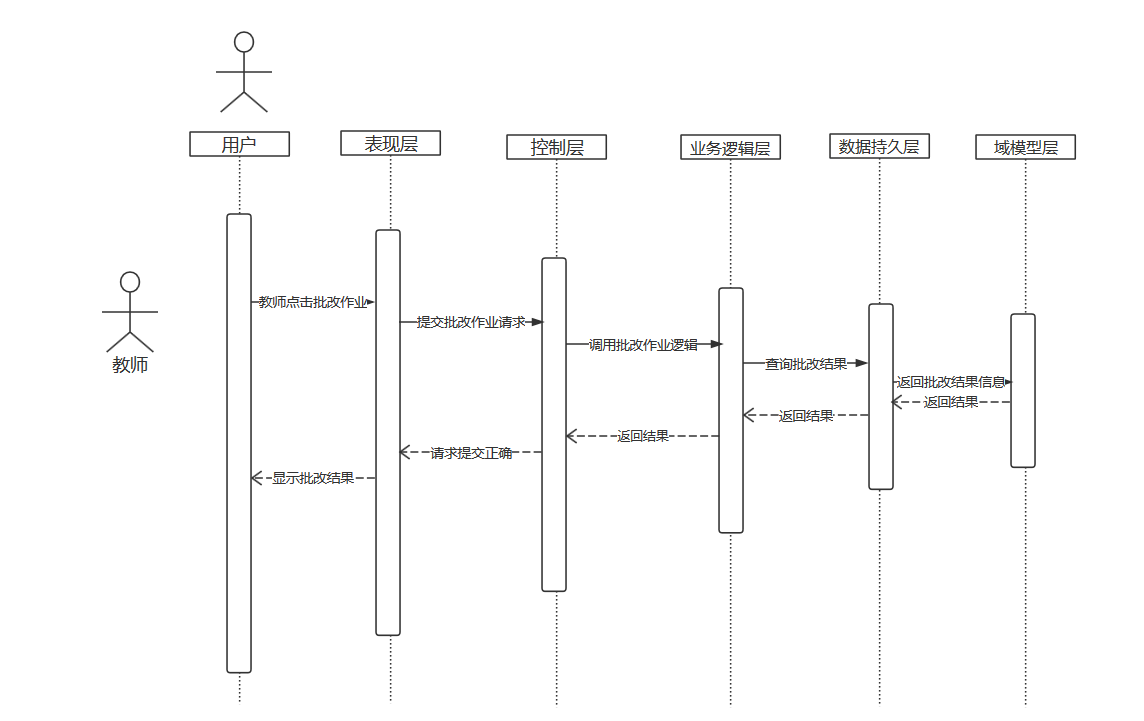 用户
表现层
控制层
业务逻辑层
数据持久层
域模型层
教师
教师点击批改作业
提交批改作业请求
调用批改作业逻辑
查询批改结果
返回批改结果信息
返回结果
返回结果
返回结果
请求提交正确
显示批改结果